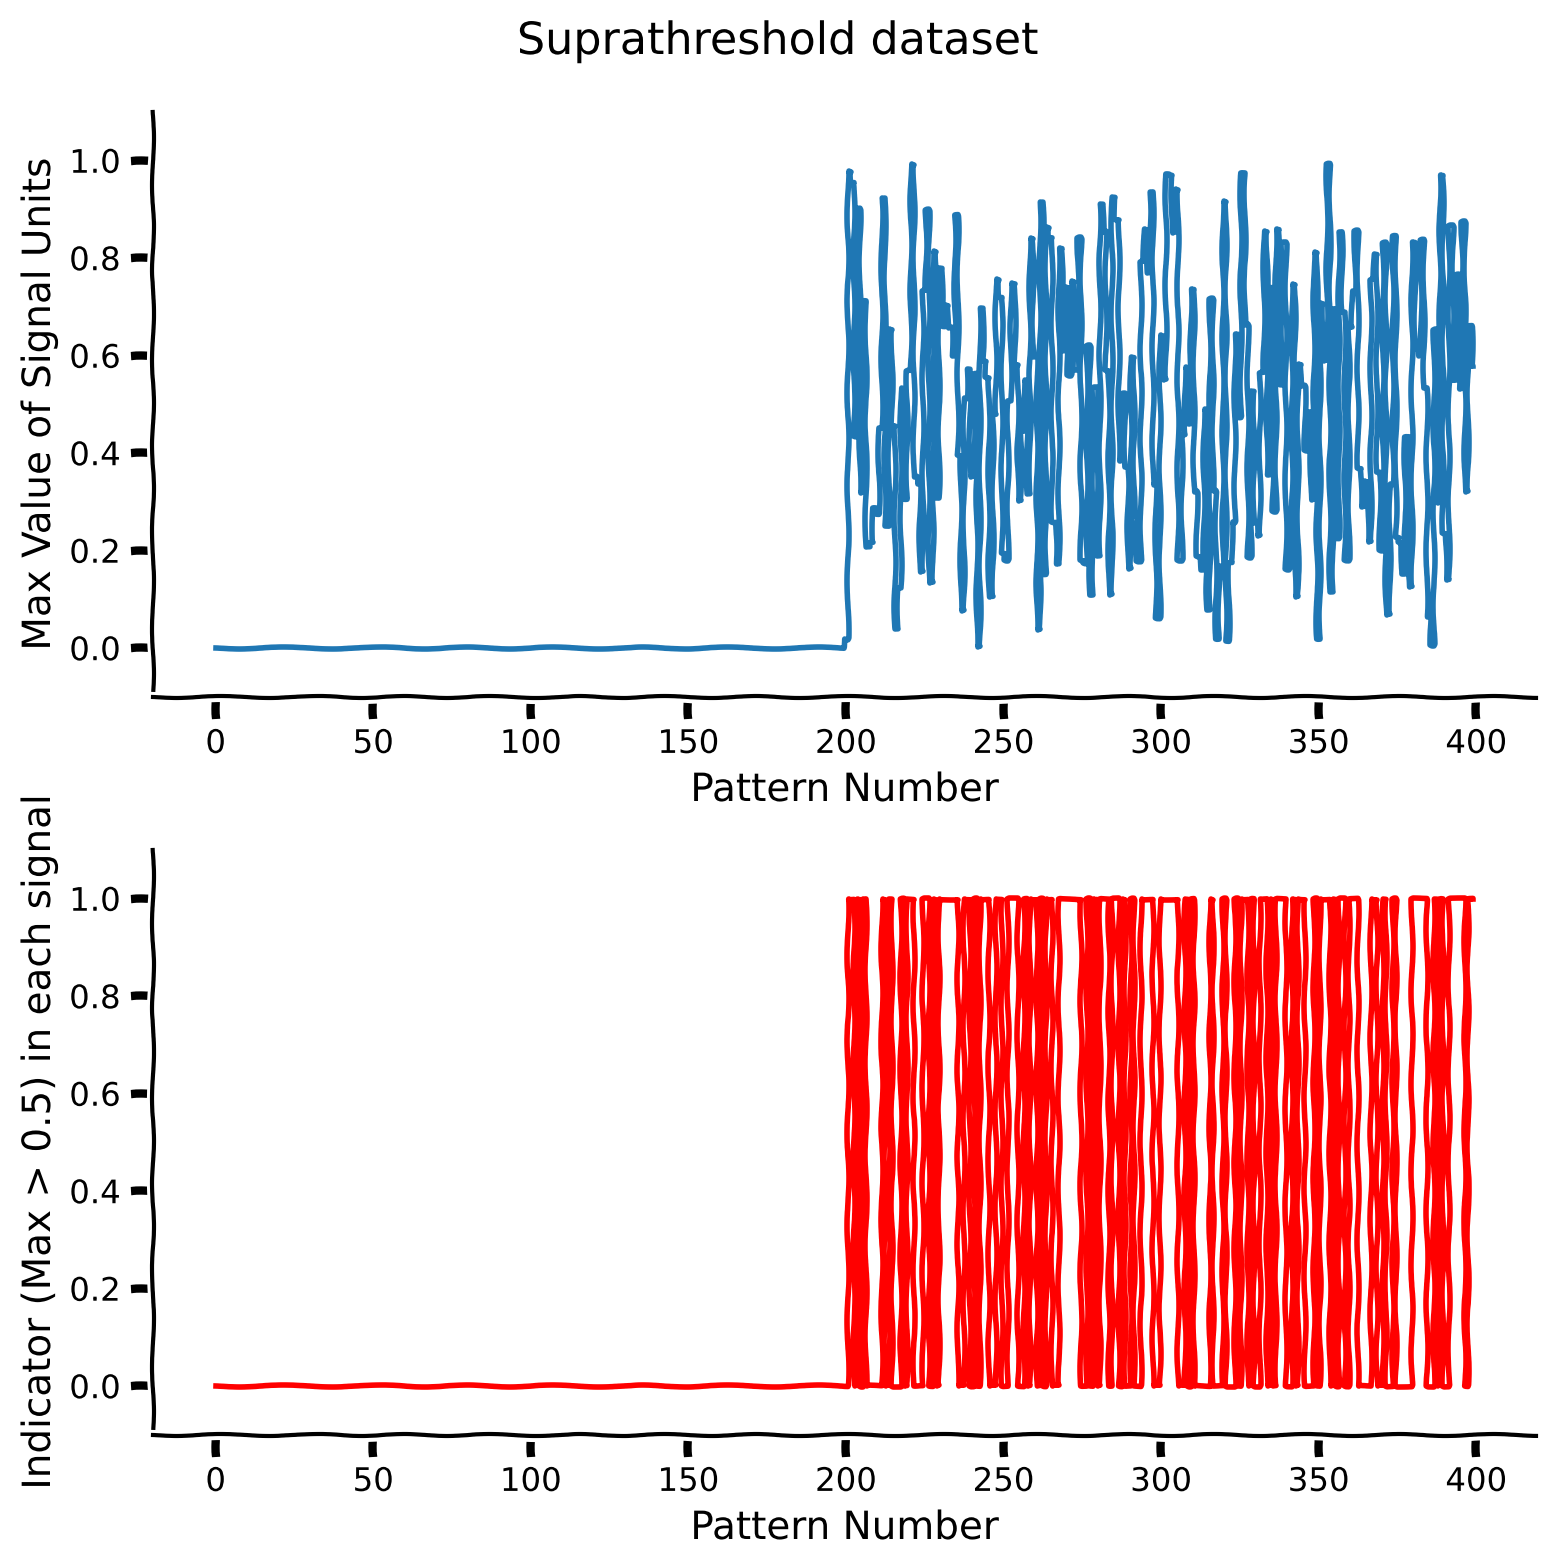 Suprathreshold dataset
Max Value of Signal Units
1.0
0.8
0.6
0.4
0.2
0.0
0 50 100 150 200 250 300 350 400
Pattern Number
Indicator (Max > 0.5) in each signal
1.0
0.8
0.6
0.4
0.2
0.0
0 50 100 150 200 250 300 350 400
Pattern Number